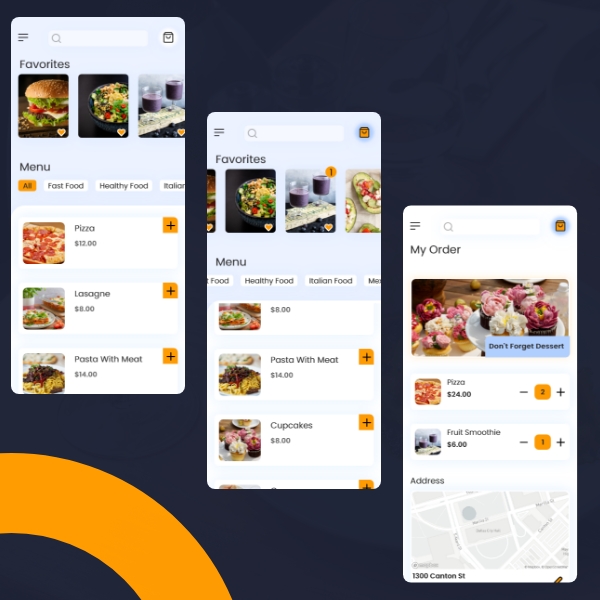 Favorites
Menu
All
Fast Food
Healthy Food
Italian
Pizza
$12.00
Lasagne
$8.00
Pasta With Meat
$14.00
Favorites
1
Menu
t Food
Healthy Food
Italian Food
Me
$8.00
Pasta With Meat
$14.00
Cupcakes
$8.00
My Order
Don't Forget Dessert
Pizza
$24.00
2
Fruit Smoothie
$6.00
1
Address
1300 Canton St